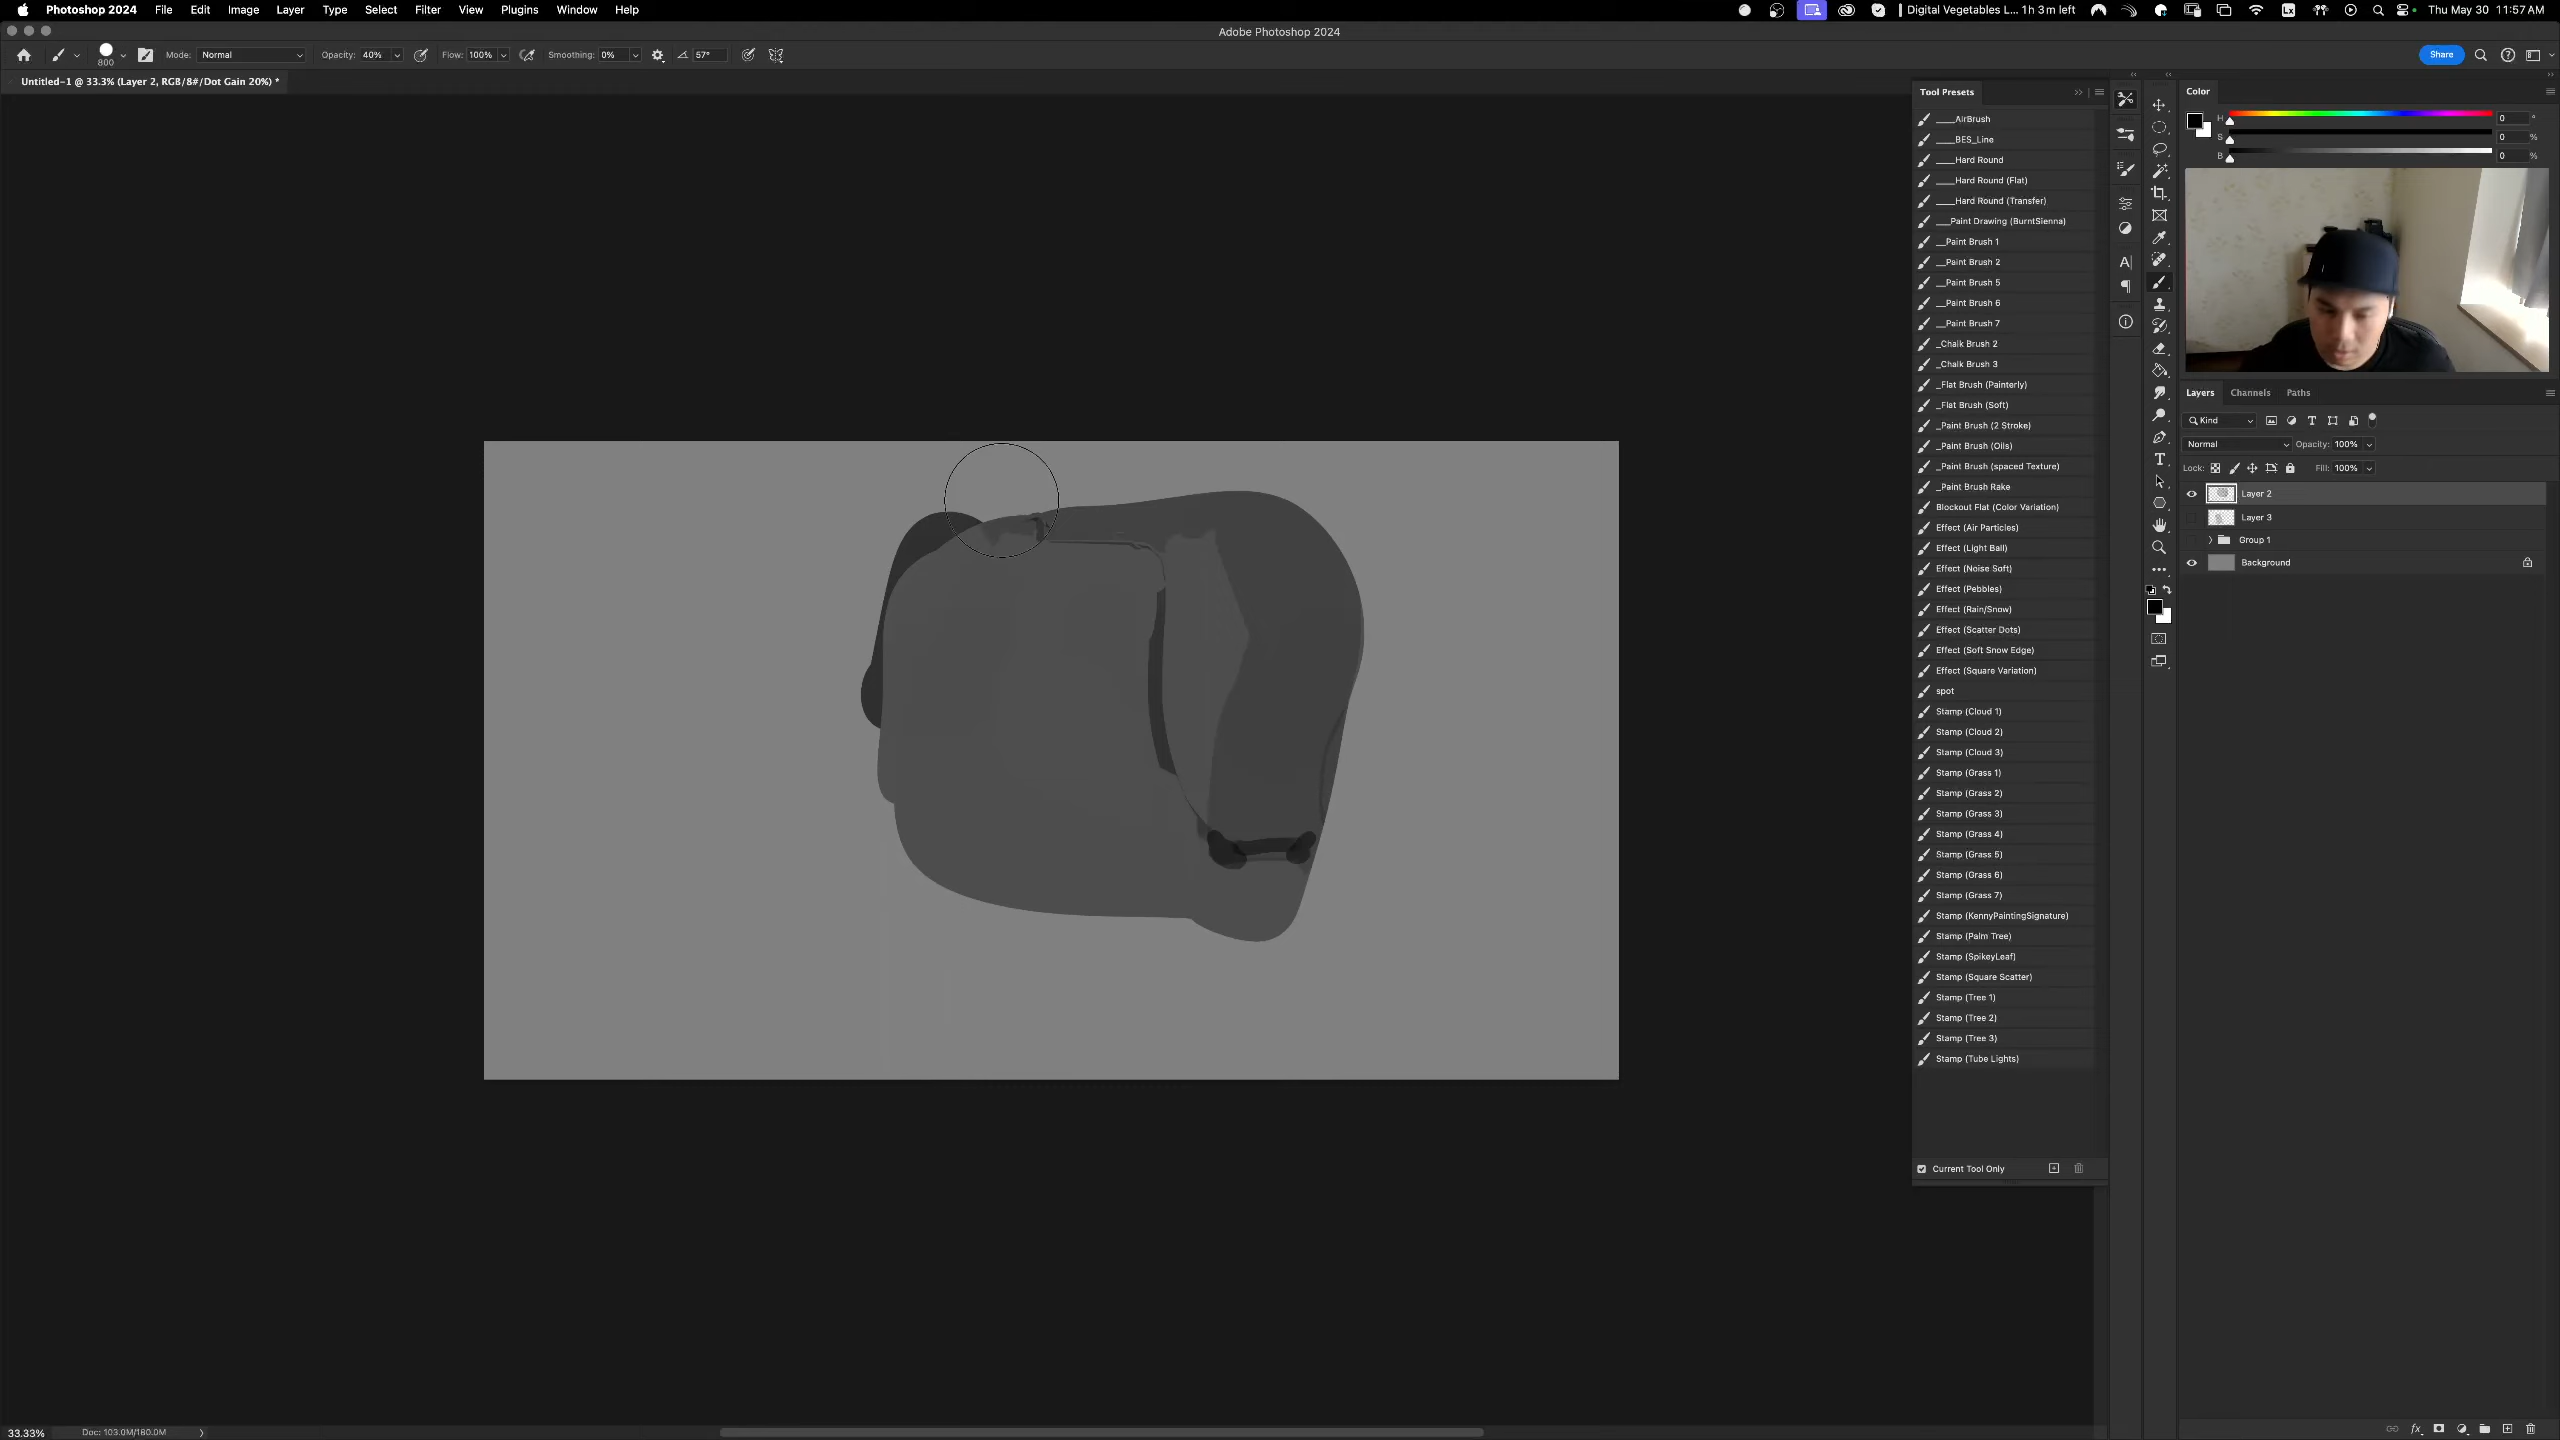 Photoshop 2024 File Edit Image Layer Type Select Filter View Plugins Window Help Digital Vegetables L... 1h 3m left Thu May 30 11:57 AM
Adobe Photoshop 2024
800 Mode: Normal Opacity: 40% Flow: 100% Smoothing: 0% 57° Share
Untitled-1 @ 33.3% (Layer 2, RGB/8#/Dot Gain 20%) *
Tool Presets
____AirBrush
____BES_Line
____Hard Round
____Hard Round (Flat)
____Hard Round (Transfer)
___Paint Drawing (BurntSienna)
__Paint Brush 1
__Paint Brush 2
__Paint Brush 5
__Paint Brush 6
__Paint Brush 7
_Chalk Brush 2
_Chalk Brush 3
_Flat Brush (Painterly)
_Flat Brush (Soft)
_Paint Brush (2 Stroke)
_Paint Brush (Oils)
_Paint Brush (spaced Texture)
_Paint Brush Rake
Blockout Flat (Color Variation)
Effect (Air Particles)
Effect (Light Ball)
Effect (Noise Soft)
Effect (Pebbles)
Effect (Rain/Snow)
Effect (Scatter Dots)
Effect (Soft Snow Edge)
Effect (Square Variation)
spot
Stamp (Cloud 1)
Stamp (Cloud 2)
Stamp (Cloud 3)
Stamp (Grass 1)
Stamp (Grass 2)
Stamp (Grass 3)
Stamp (Grass 4)
Stamp (Grass 5)
Stamp (Grass 6)
Stamp (Grass 7)
Stamp (KennyPaintingSignature)
Stamp (Palm Tree)
Stamp (SpikeyLeaf)
Stamp (Square Scatter)
Stamp (Tree 1)
Stamp (Tree 2)
Stamp (Tree 3)
Stamp (Tube Lights)
Current Tool Only
Color
H 0 °
S 0 %
B 0 %
Layers Channels Paths
Kind
Normal Opacity: 100%
Lock: Fill: 100%
Layer 2
Layer 3
Group 1
Background
33.33% Doc: 103.0M/160.0M